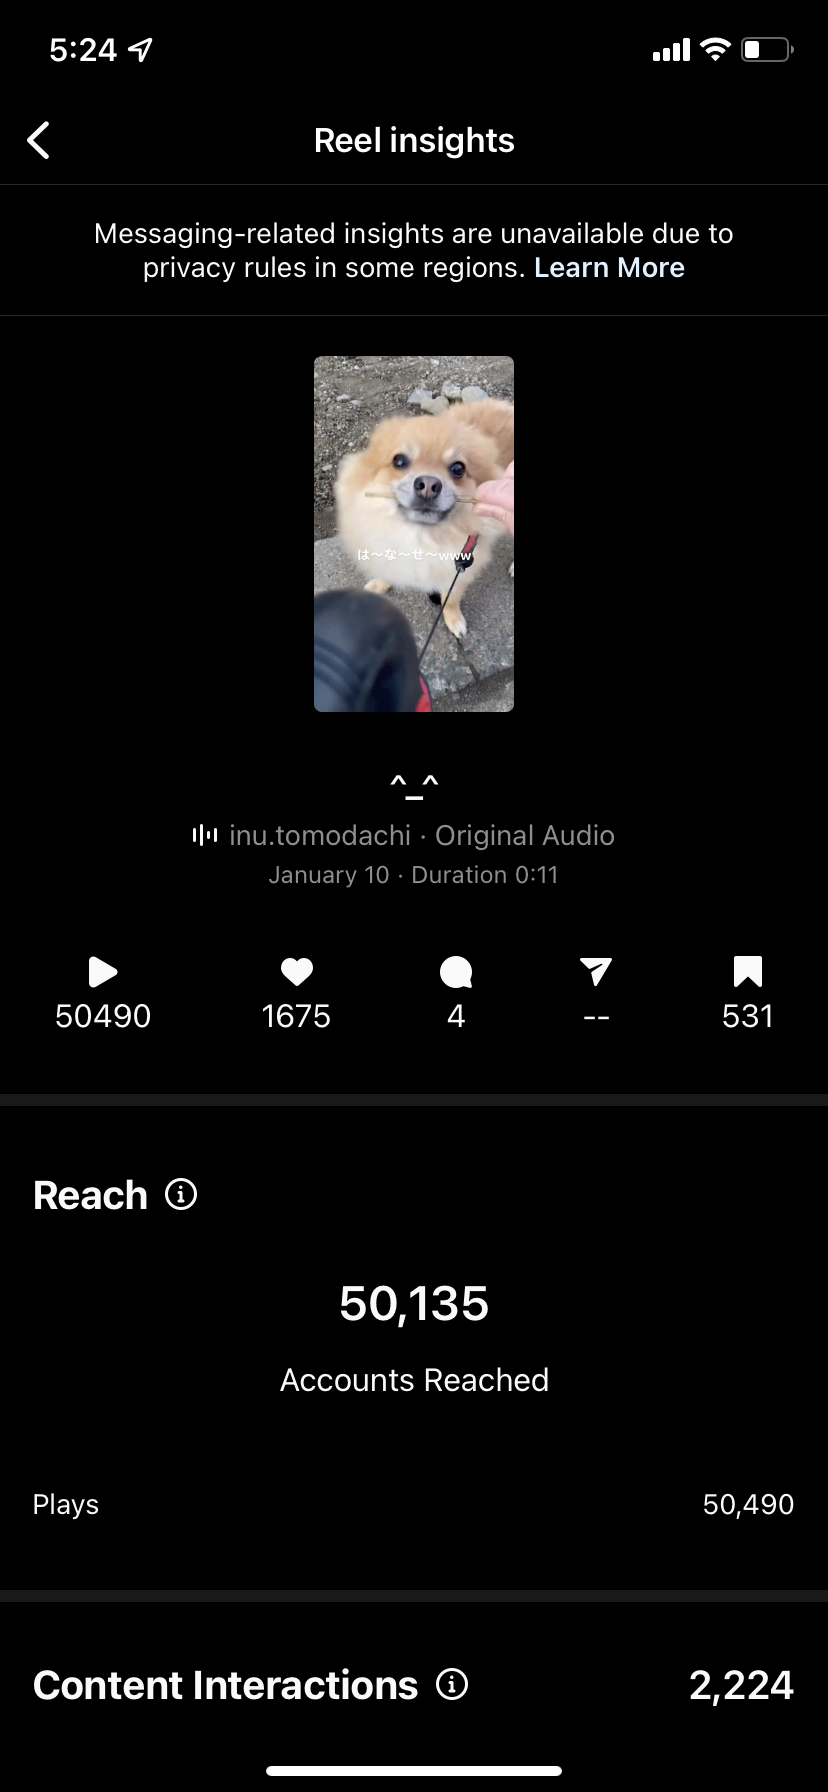 5:24
Reel insights
Messaging-related insights are unavailable due to
privacy rules in some regions. Learn More
は〜な〜せ〜www
^_^
inu.tomodachi · Original Audio
January 10 · Duration 0:11
50490 1675 4 -- 531
Reach
50,135
Accounts Reached
Plays 50,490
Content Interactions 2,224